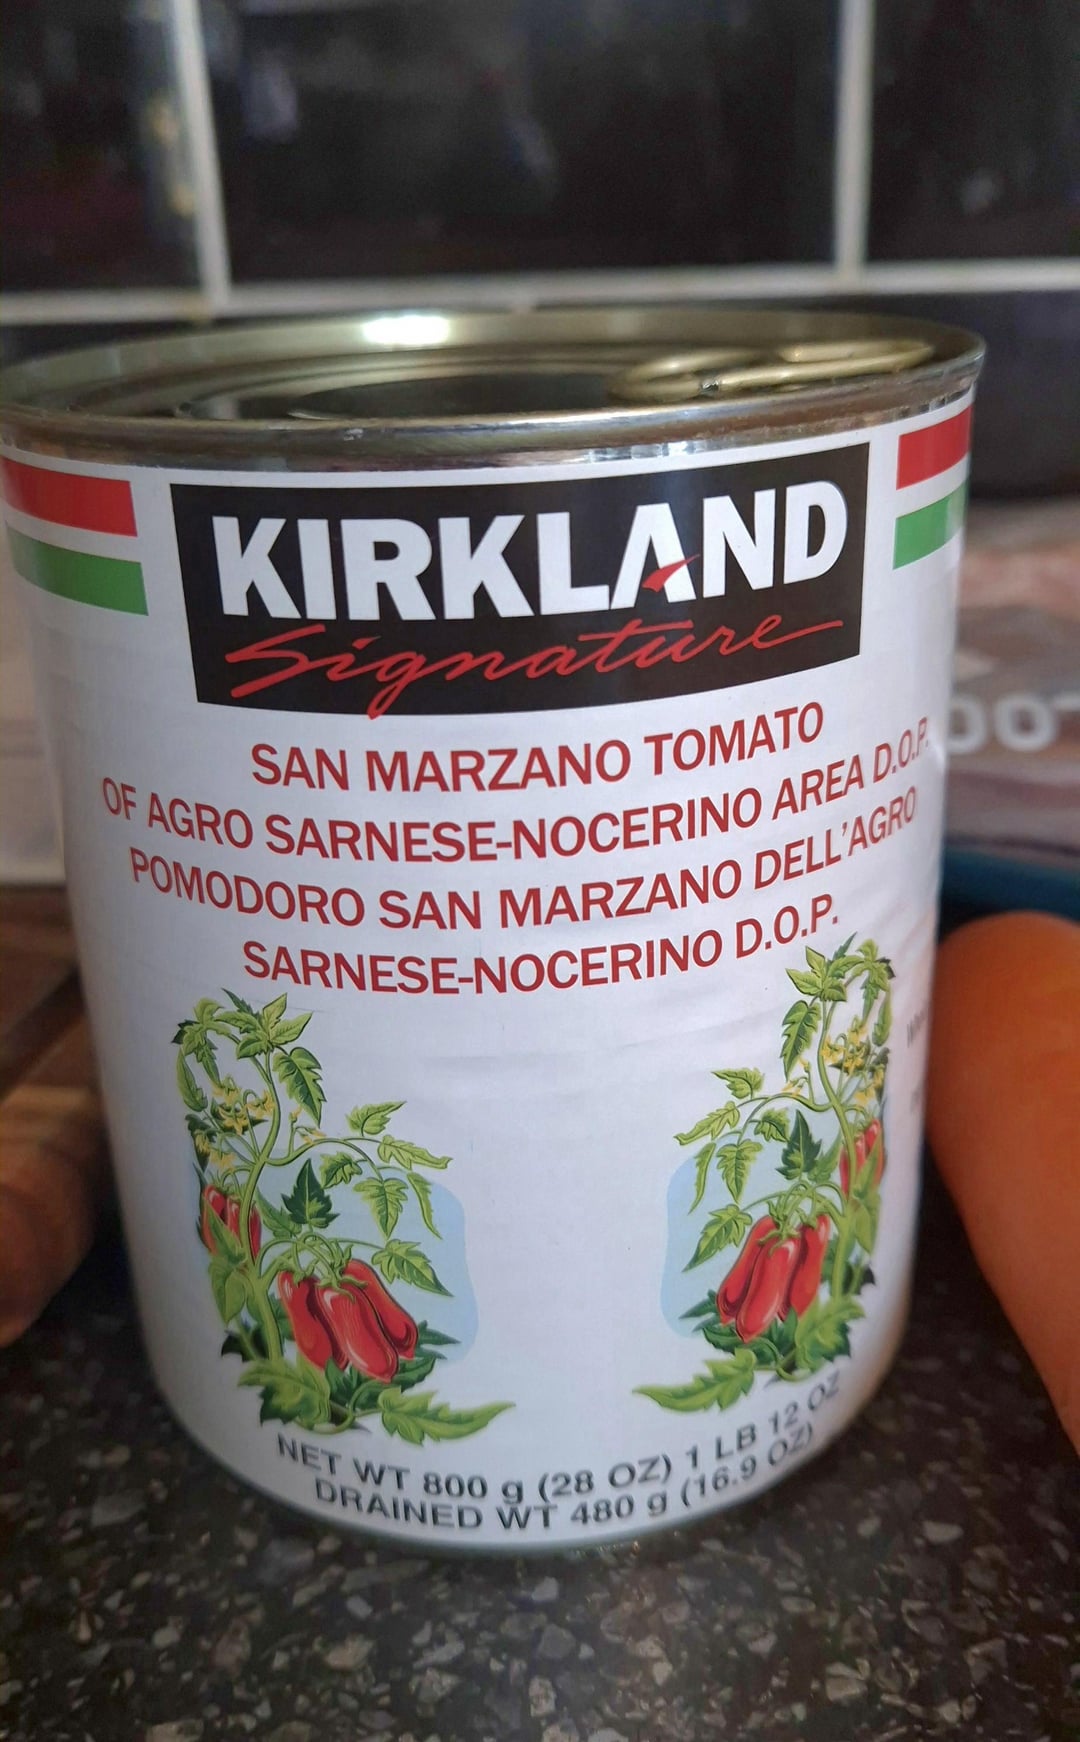 KIRKLAND
Signature
SAN MARZANO TOMATO
OF AGRO SARNESE-NOCERINO AREA D.O.P.
POMODORO SAN MARZANO DELL'AGRO
SARNESE-NOCERINO D.O.P.
NET WT 800 g (28 OZ) 1 LB 12 OZ
DRAINED WT 480 g (16.9 OZ)